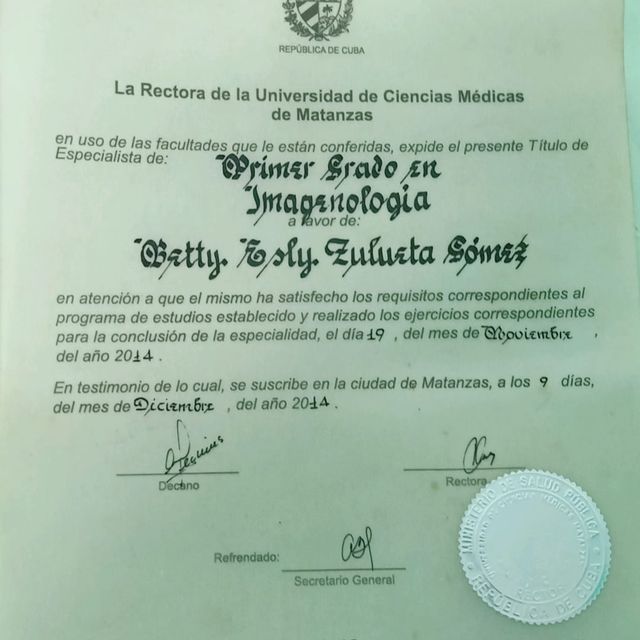 REPÚBLICA DE CUBA
La Rectora de la Universidad de Ciencias Médicas
de Matanzas
en uso de las facultades que le están conferidas, expide el presente Título de
Especialista de:
Primer Grado en
Imagenología
a favor de:
Betty. Esly. Zulueta Gómez
en atención a que el mismo ha satisfecho los requisitos correspondientes al
programa de estudios establecido y realizado los ejercicios correspondientes
para la conclusión de la especialidad, el día 19 , del mes de Noviembre ,
del año 2014 .
En testimonio de lo cual, se suscribe en la ciudad de Matanzas, a los 9 días,
del mes de Diciembre , del año 2014 .
Decano
Rectora
MINISTERIO DE SALUD PÚBLICA
RECTOR
REPÚBLICA DE CUBA
Refrendado:
Secretario General